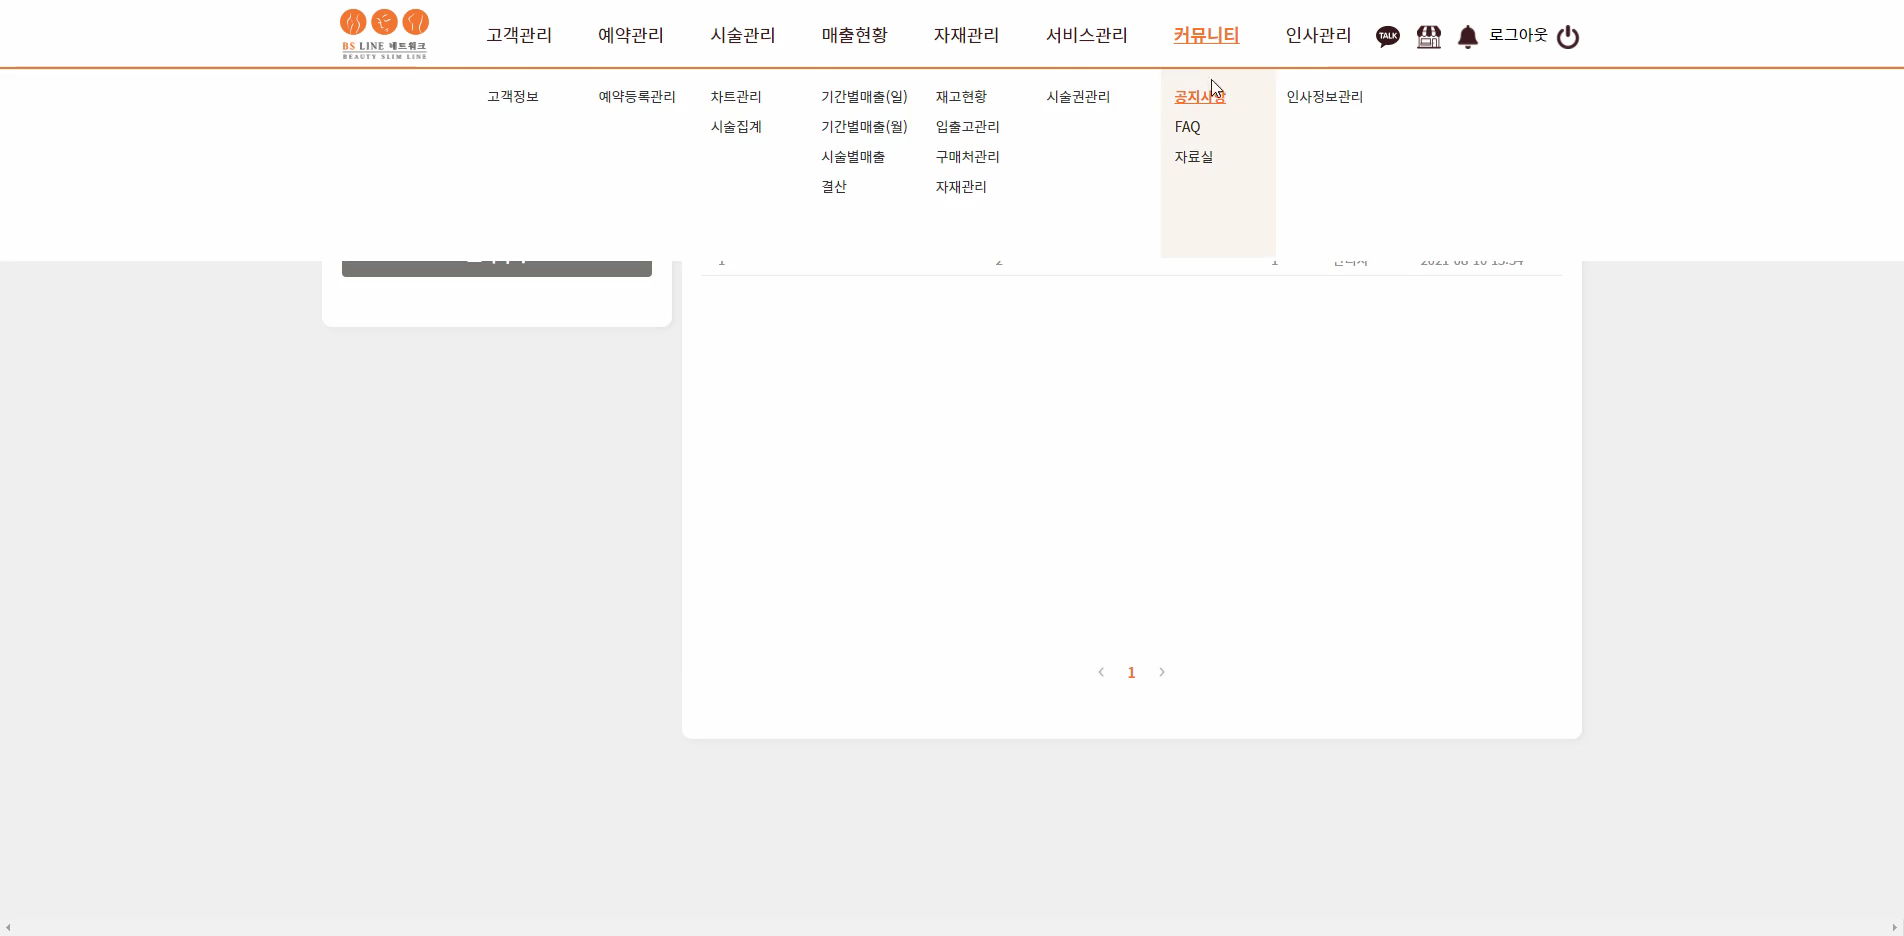 BS LINE 네트워크
BEAUTY SLIM LINE
고객관리 예약관리 시술관리 매출현황 자재관리 서비스관리 커뮤니티 인사관리 TALK 로그아웃
고객정보 예약등록관리 차트관리 기간별매출(일) 재고현황 시술권관리 공지사항 인사정보관리
시술집계 기간별매출(월) 입출고관리 FAQ
시술별매출 구매처관리 자료실
결산 자재관리
1 2 1 관리자
1